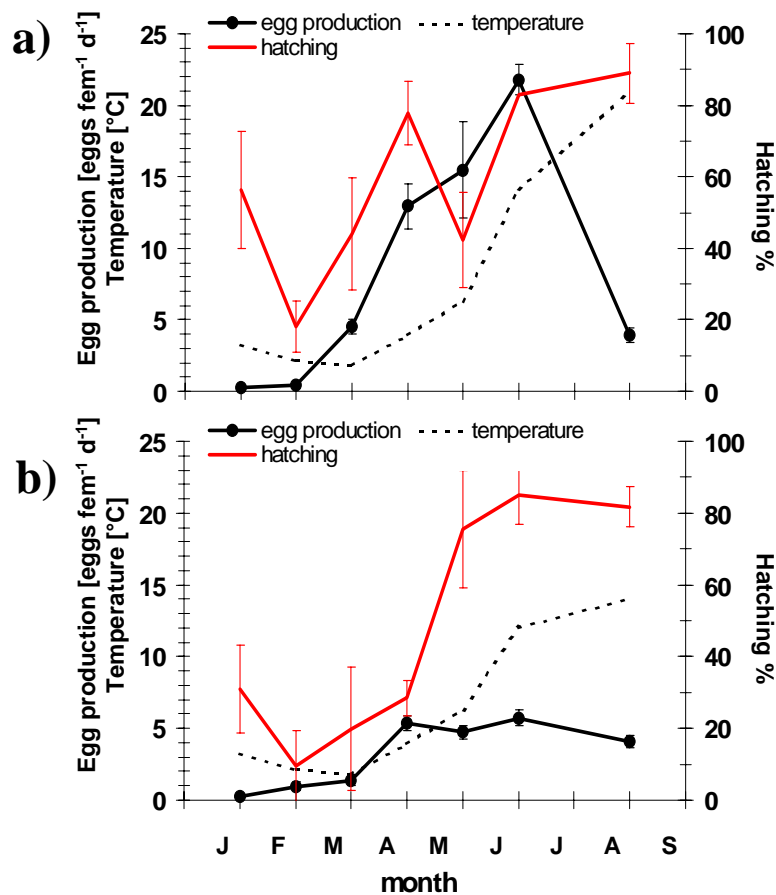 a)
egg production temperature
hatching
Egg production [eggs fem-1 d-1]
Temperature [°C]
25
20
15
10
5
0
100
80
60
40
20
0
Hatching %
b)
egg production temperature
hatching
Egg production [eggs fem-1 d-1]
Temperature [°C]
25
20
15
10
5
0
100
80
60
40
20
0
Hatching %
J F M A M J J A S
month